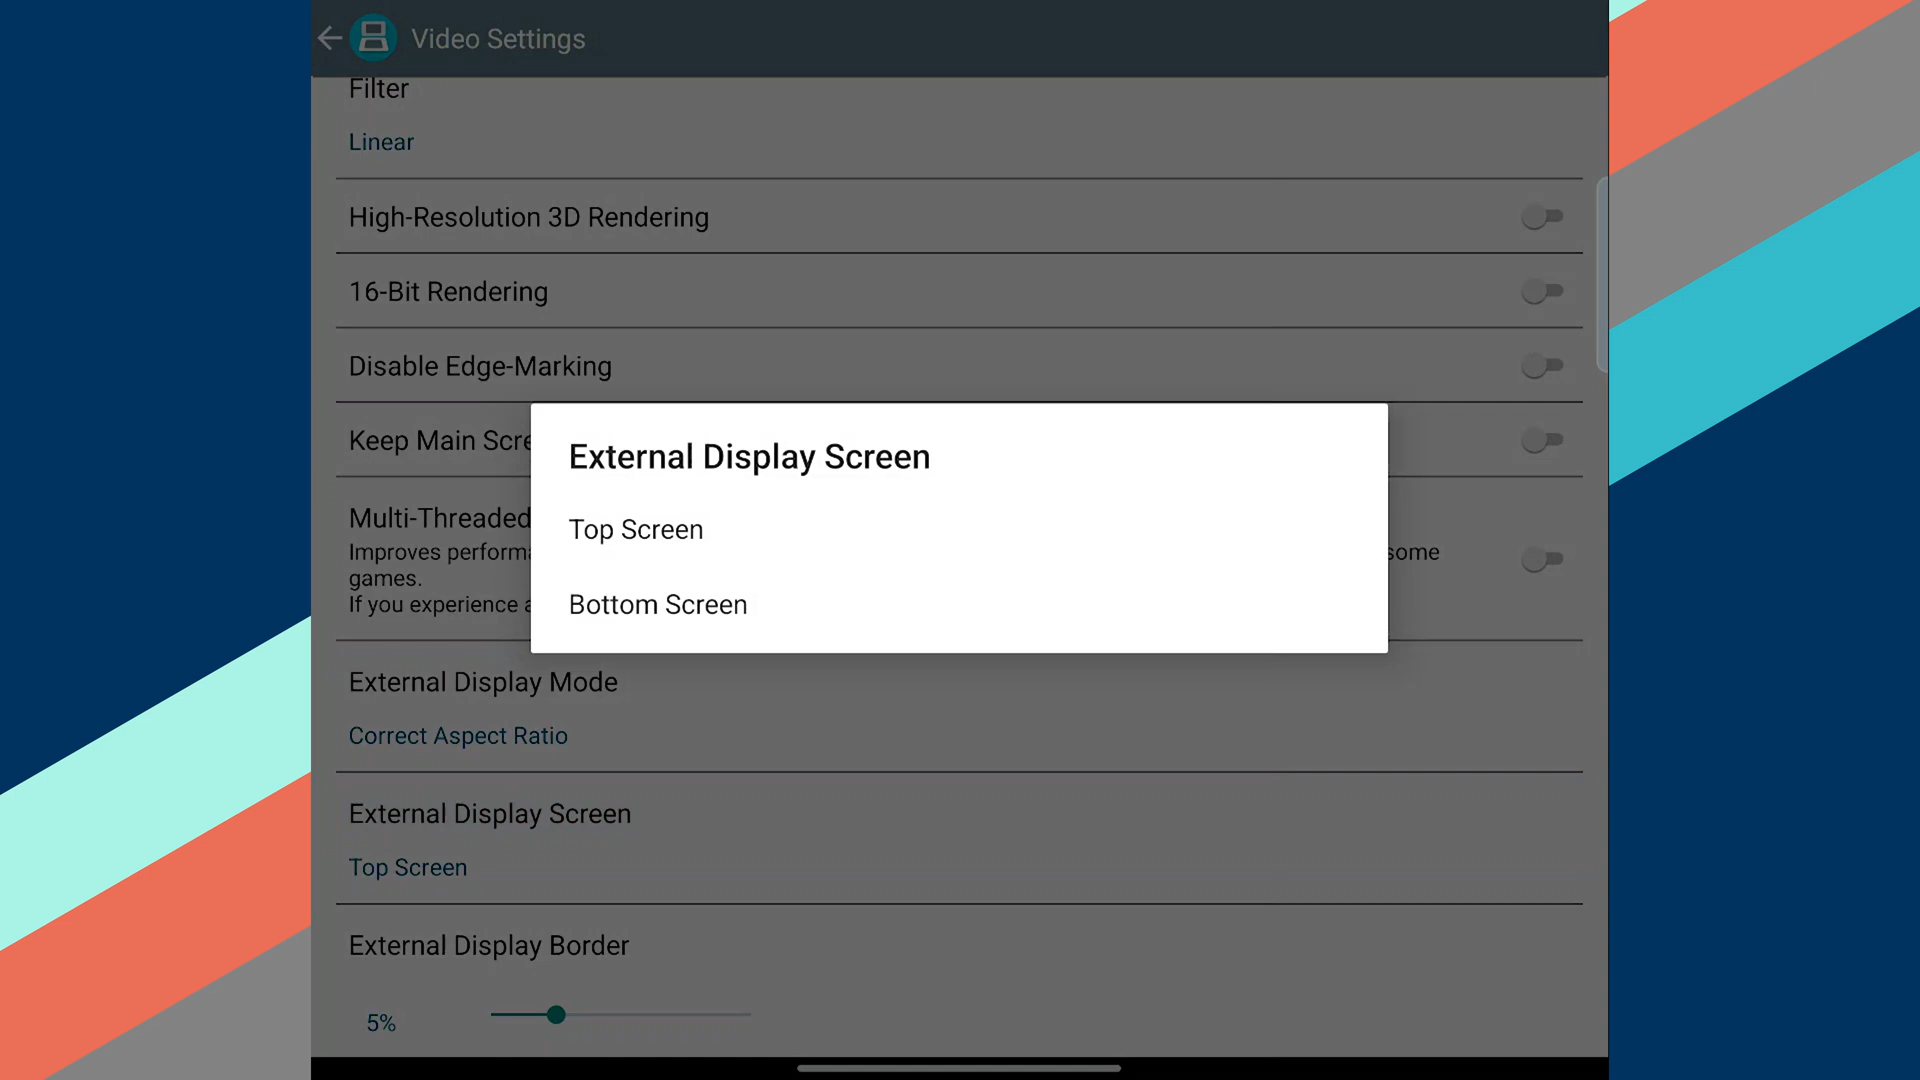 Video Settings
Filter
Linear
High-Resolution 3D Rendering
16-Bit Rendering
Disable Edge-Marking
Keep Main Scre
External Display Screen
Top Screen
Bottom Screen
Multi-Threaded
Improves performa some
games.
If you experience a
External Display Mode
Correct Aspect Ratio
External Display Screen
Top Screen
External Display Border
5%